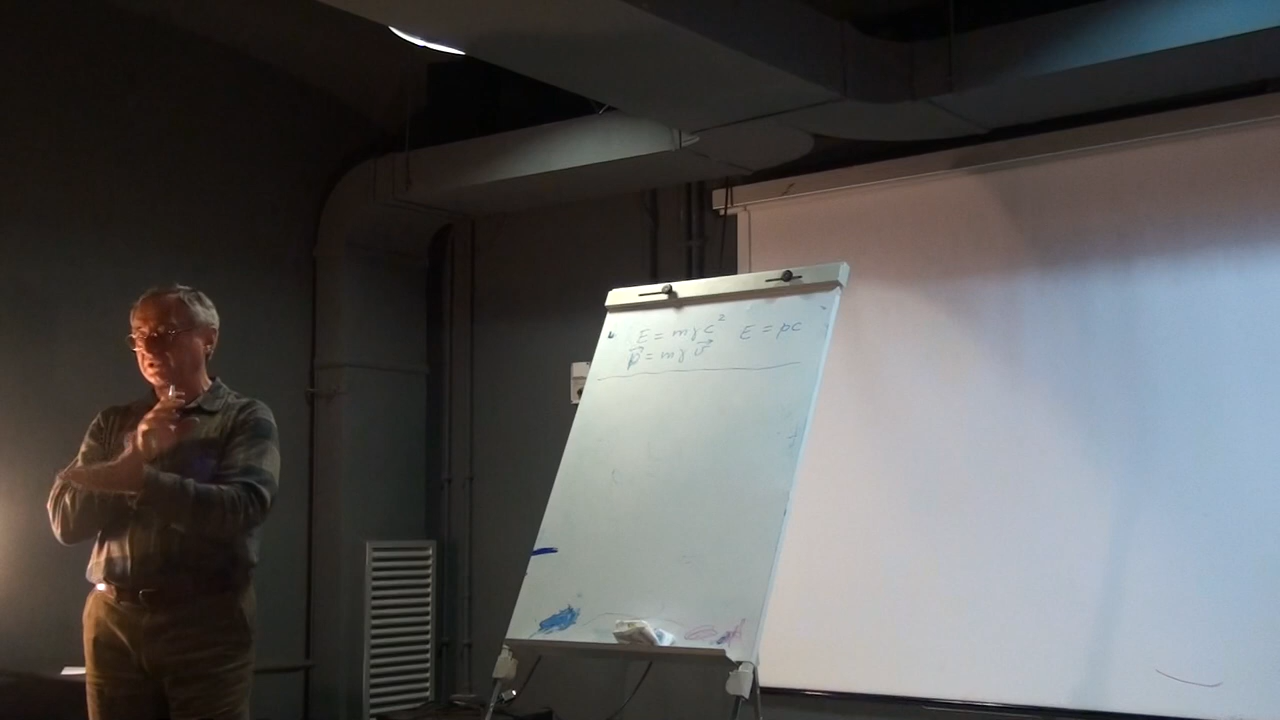 E = mγc² E = pc
p⃗ = mγv⃗